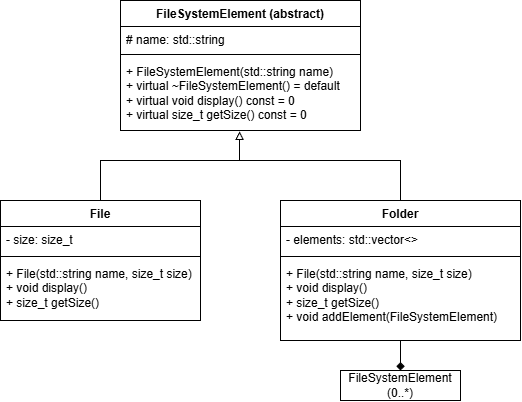 FileSystemElement (abstract)
# name: std::string
+ FileSystemElement(std::string name)
+ virtual ~FileSystemElement() = default
+ virtual void display() const = 0
+ virtual size_t getSize() const = 0
File
- size: size_t
+ File(std::string name, size_t size)
+ void display()
+ size_t getSize()
Folder
- elements: std::vector<>
+ File(std::string name, size_t size)
+ void display()
+ size_t getSize()
+ void addElement(FileSystemElement)
FileSystemElement
(0..*)